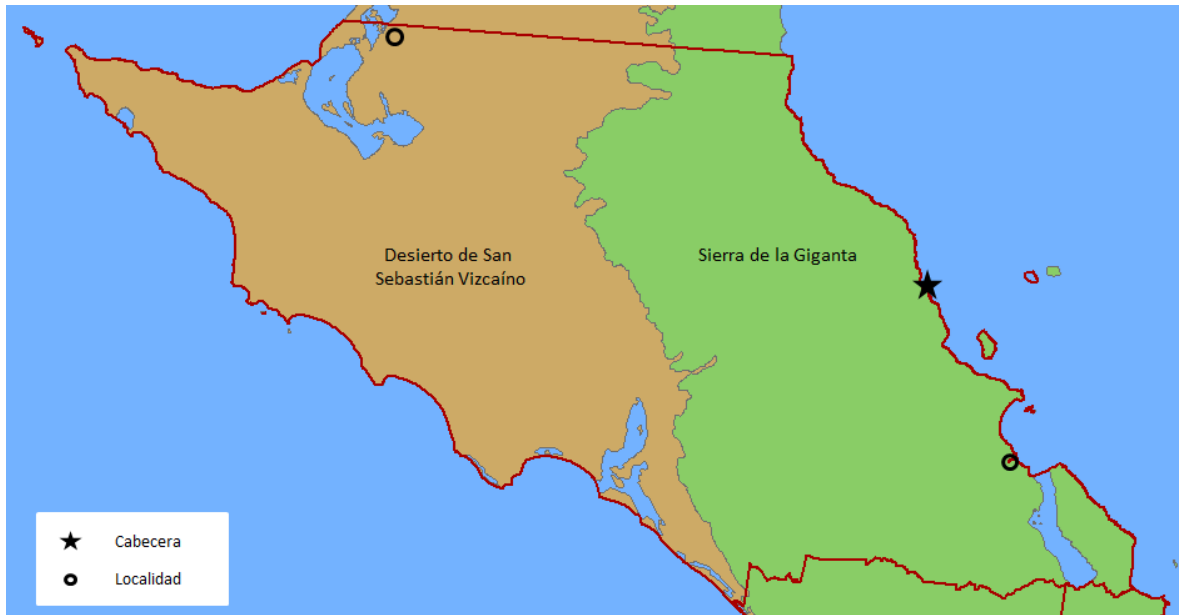 Desierto de San
Sebastián Vizcaíno
Sierra de la Giganta
Cabecera
Localidad